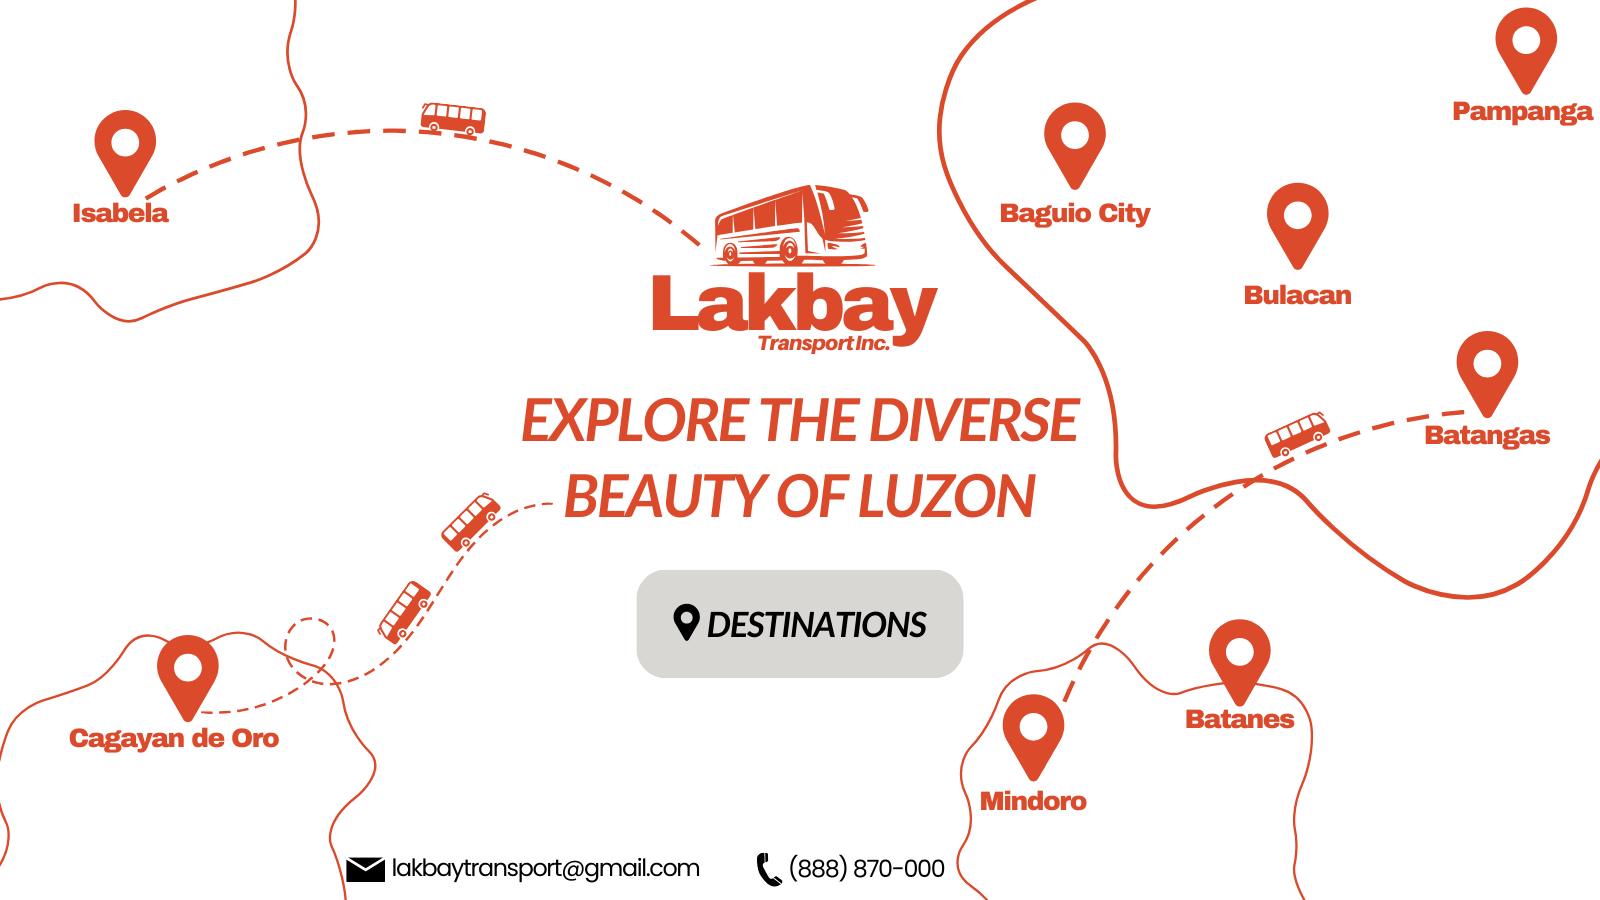 Pampanga
Isabela
Baguio City
Bulacan
Lakbay
Transport Inc.
EXPLORE THE DIVERSE
BEAUTY OF LUZON
Batangas
DESTINATIONS
Cagayan de Oro
Batanes
Mindoro
lakbaytransport@gmail.com
(888) 870-000